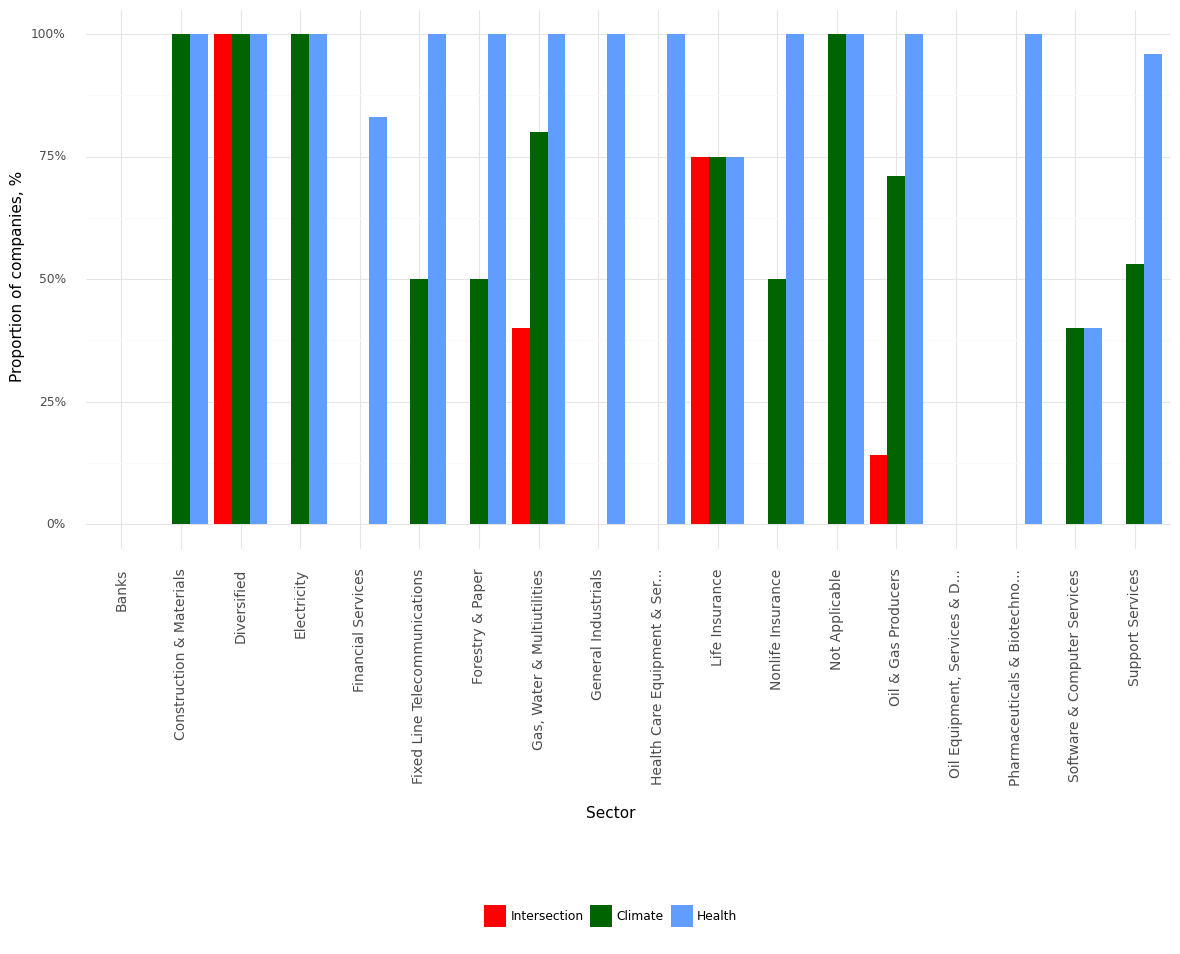 Proportion of companies, %
100%
75%
50%
25%
0%
Banks
Construction & Materials
Diversified
Electricity
Financial Services
Fixed Line Telecommunications
Forestry & Paper
Gas, Water & Multiutilities
General Industrials
Health Care Equipment & Ser...
Life Insurance
Nonlife Insurance
Not Applicable
Oil & Gas Producers
Oil Equipment, Services & D...
Pharmaceuticals & Biotechno...
Software & Computer Services
Support Services
Sector
Intersection Climate Health